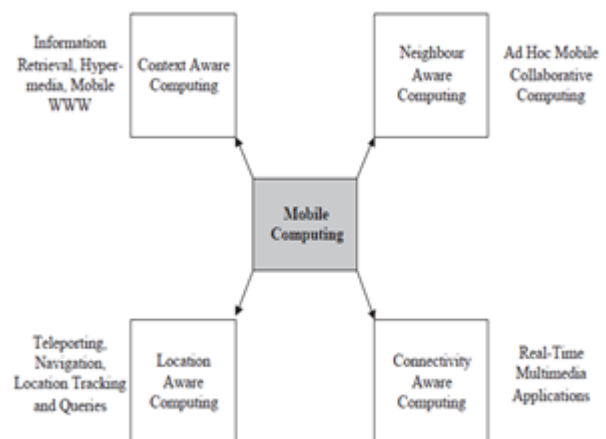 Information
Retrieval, Hyper-
media, Mobile
WWW
Context Aware
Computing
Neighbour
Aware
Computing
Ad Hoc Mobile
Collaborative
Computing
Mobile
Computing
Teleporting,
Navigation,
Location Tracking
and Queries
Location
Aware
Computing
Connectivity
Aware
Computing
Real-Time
Multimedia
Applications